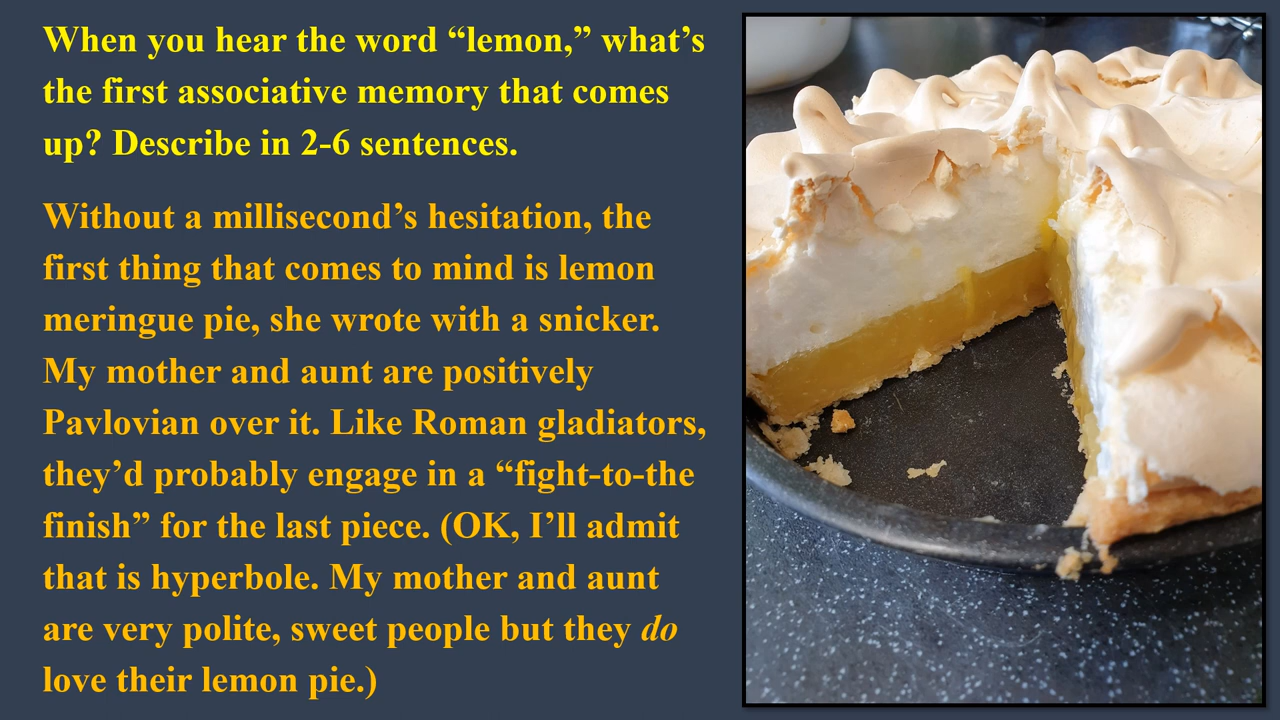 When you hear the word “lemon,” what’s
the first associative memory that comes
up? Describe in 2-6 sentences.
Without a millisecond’s hesitation, the
first thing that comes to mind is lemon
meringue pie, she wrote with a snicker.
My mother and aunt are positively
Pavlovian over it. Like Roman gladiators,
they’d probably engage in a “fight-to-the
finish” for the last piece. (OK, I’ll admit
that is hyperbole. My mother and aunt
are very polite, sweet people but they do
love their lemon pie.)